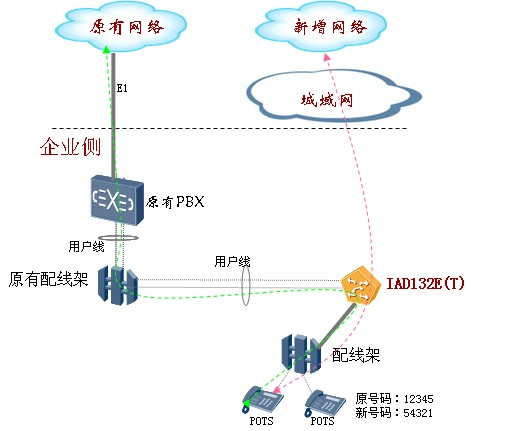 原有网络
新增网络
E1
城域网
企业侧
原有PBX
用户线
用户线
原有配线架
IAD132E(T)
配线架
原号码：12345
新号码：54321
POTS
POTS